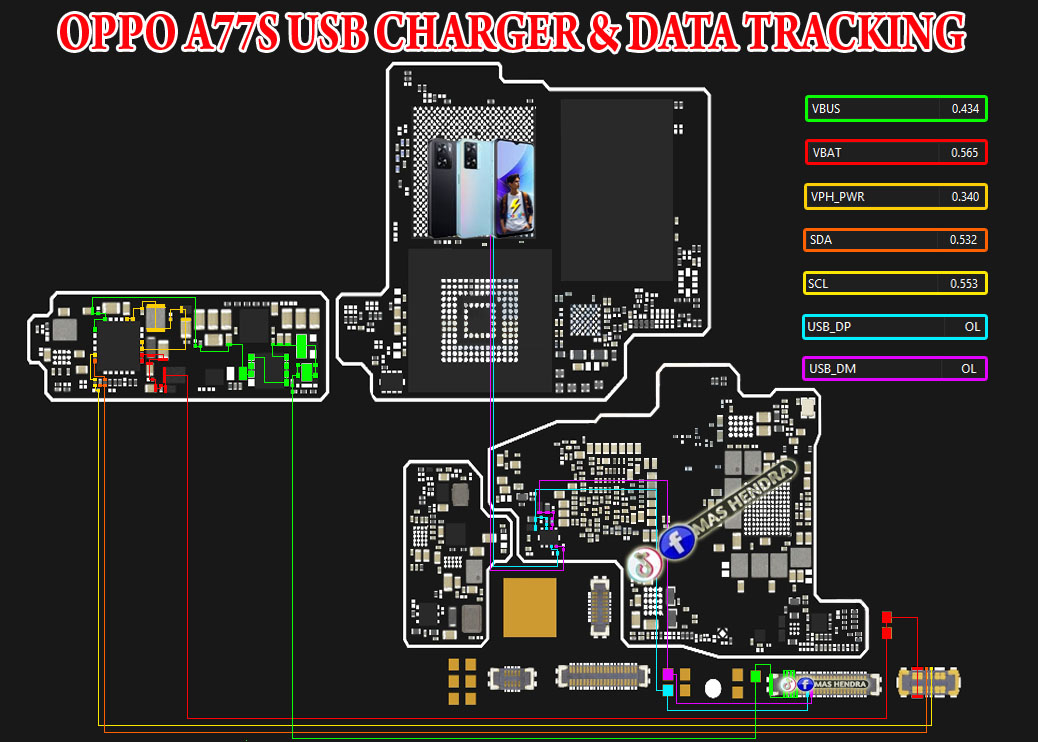 OPPO A77S USB CHARGER & DATA TRACKING
VBUS 0.434
VBAT 0.565
VPH_PWR 0.340
SDA 0.532
SCL 0.553
USB_DP OL
USB_DM OL
MAS HENDRA
MAS HENDRA